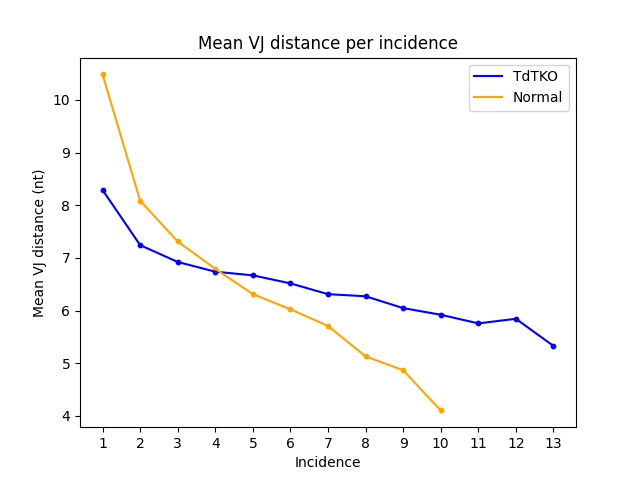 Mean VJ distance per incidence
TdTKO
Normal
Mean VJ distance (nt)
10
9
8
7
6
5
4
1 2 3 4 5 6 7 8 9 10 11 12 13
Incidence